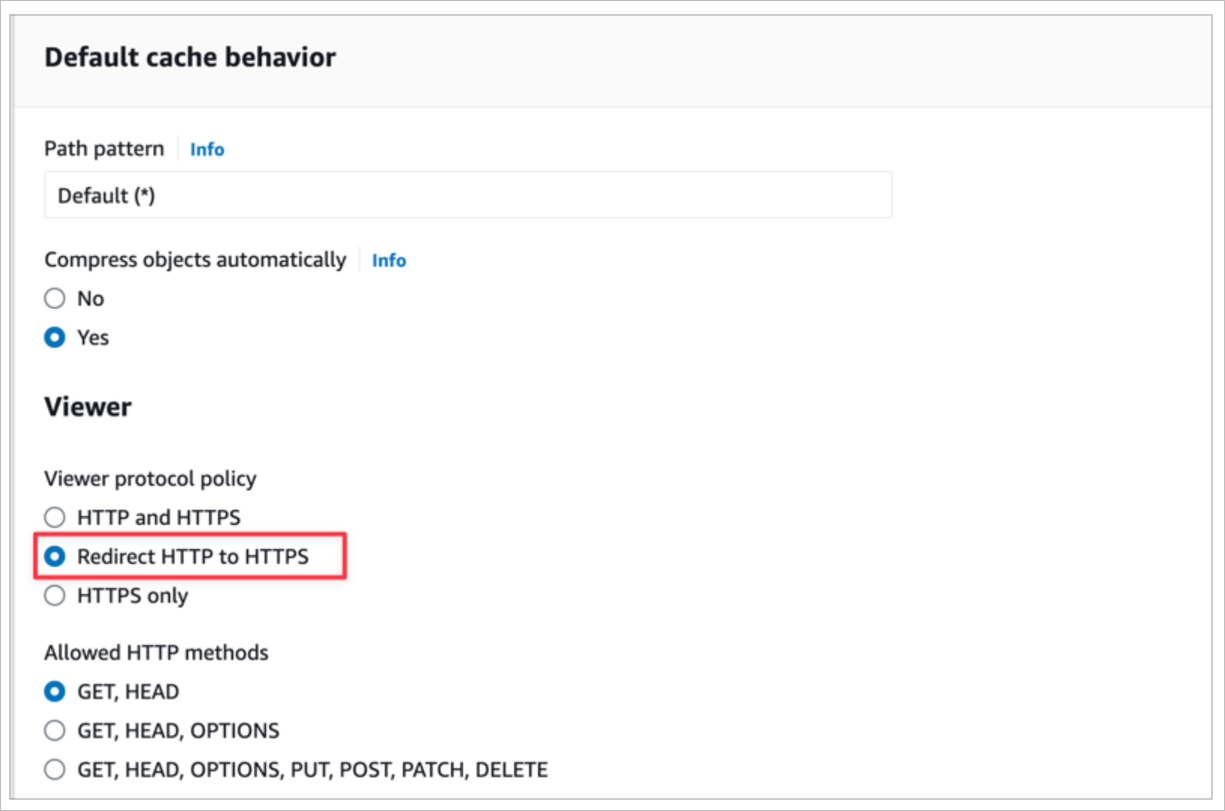 Default cache behavior
Path pattern Info
Default (*)
Compress objects automatically Info
No
Yes
Viewer
Viewer protocol policy
HTTP and HTTPS
Redirect HTTP to HTTPS
HTTPS only
Allowed HTTP methods
GET, HEAD
GET, HEAD, OPTIONS
GET, HEAD, OPTIONS, PUT, POST, PATCH, DELETE